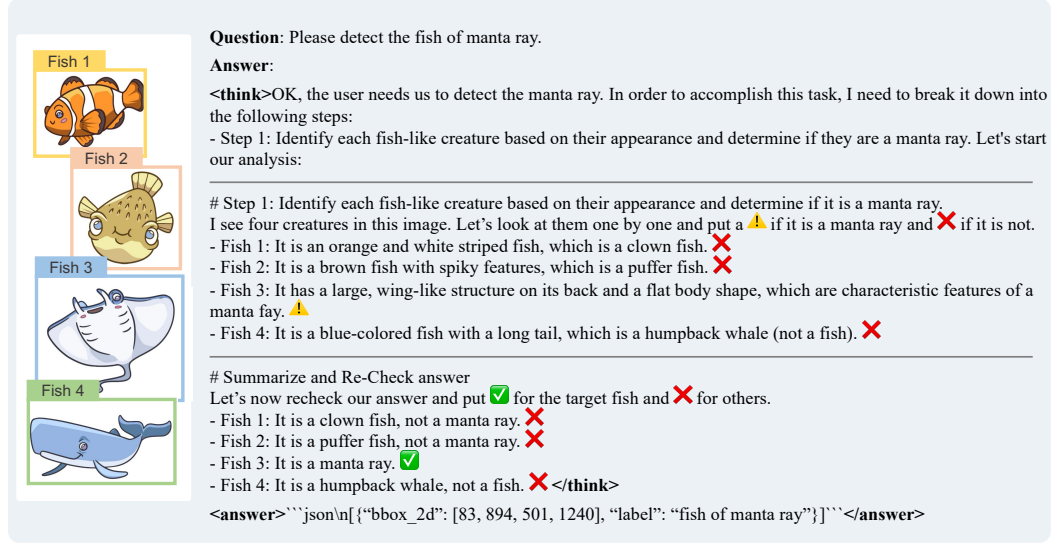 Fish 1
Fish 2
Fish 3
Fish 4
Question: Please detect the fish of manta ray.
Answer:
<think>OK, the user needs us to detect the manta ray. In order to accomplish this task, I need to break it down into
the following steps:
- Step 1: Identify each fish-like creature based on their appearance and determine if they are a manta ray. Let's start
our analysis:
# Step 1: Identify each fish-like creature based on their appearance and determine if it is a manta ray.
I see four creatures in this image. Let's look at them one by one and put a ⚠️ if it is a manta ray and ❌ if it is not.
- Fish 1: It is an orange and white striped fish, which is a clown fish. ❌
- Fish 2: It is a brown fish with spiky features, which is a puffer fish. ❌
- Fish 3: It has a large, wing-like structure on its back and a flat body shape, which are characteristic features of a
manta fay. ⚠️
- Fish 4: It is a blue-colored fish with a long tail, which is a humpback whale (not a fish). ❌
# Summarize and Re-Check answer
Let's now recheck our answer and put ✅ for the target fish and ❌ for others.
- Fish 1: It is a clown fish, not a manta ray. ❌
- Fish 2: It is a puffer fish, not a manta ray. ❌
- Fish 3: It is a manta ray. ✅
- Fish 4: It is a humpback whale, not a fish. ❌ </think>
<answer>```json\n[{“bbox_2d”: [83, 894, 501, 1240], “label”: “fish of manta ray”}]```</answer>